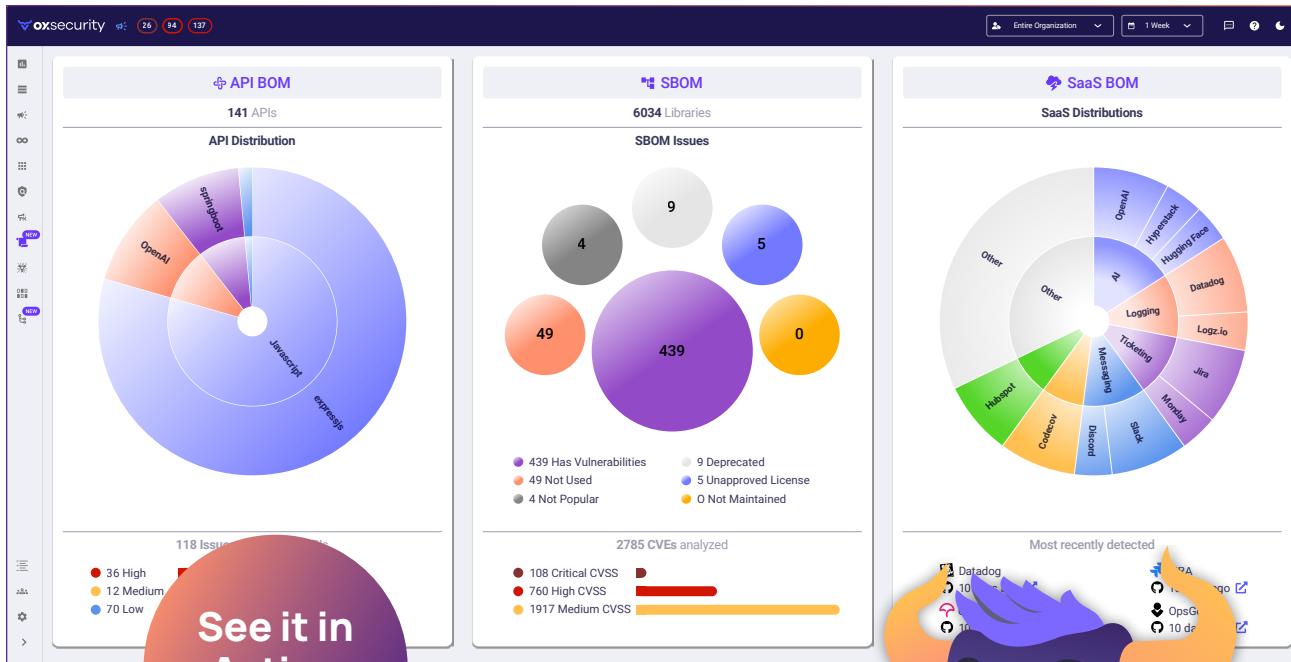 oxsecurity
26
94
137
Entire Organization
1 Week
NEW
NEW
API BOM
141 APIs
API Distribution
springboot
OpenAI
Javascript
expressjs
118
36 High
12 Medium
70 Low
See it in
SBOM
6034 Libraries
SBOM Issues
9
4
5
49
439
0
439 Has Vulnerabilities
9 Deprecated
49 Not Used
5 Unapproved License
4 Not Popular
0 Not Maintained
2785 CVEs analyzed
108 Critical CVSS
760 High CVSS
1917 Medium CVSS
SaaS BOM
SaaS Distributions
OpenAI
Hyperstack
Hugging Face
Datadog
Logz.io
Jira
Monday
Slack
Discord
Codecov
Hubspot
Other
AI
Logging
Ticketing
Messaging
Other
Most recently detected
Datadog
10
10
10